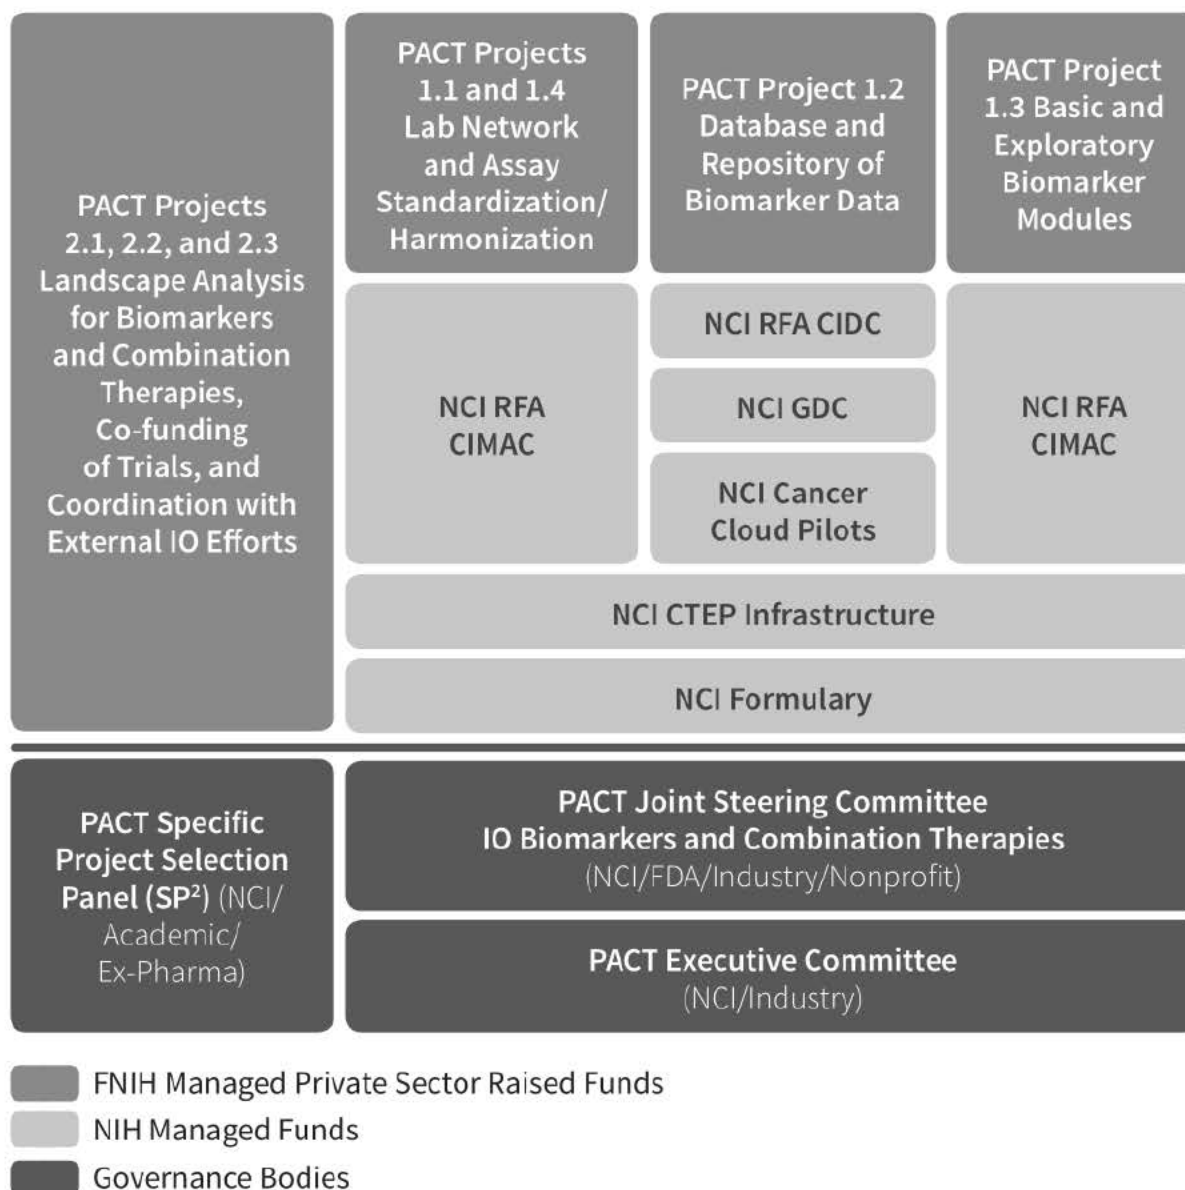 PACT Projects
2.1, 2.2, and 2.3
Landscape Analysis
for Biomarkers
and Combination
Therapies,
Co-funding
of Trials, and
Coordination with
External IO Efforts
PACT Projects
1.1 and 1.4
Lab Network
and Assay
Standardization/
Harmonization
PACT Project 1.2
Database and
Repository of
Biomarker Data
PACT Project
1.3 Basic and
Exploratory
Biomarker
Modules
NCI RFA
CIMAC
NCI RFA CIDC
NCI GDC
NCI Cancer
Cloud Pilots
NCI RFA
CIMAC
NCI CTEP Infrastructure
NCI Formulary
PACT Specific
Project Selection
Panel (SP²) (NCI/
Academic/
Ex-Pharma)
PACT Joint Steering Committee
IO Biomarkers and Combination Therapies
(NCI/FDA/Industry/Nonprofit)
PACT Executive Committee
(NCI/Industry)
FNIH Managed Private Sector Raised Funds
NIH Managed Funds
Governance Bodies